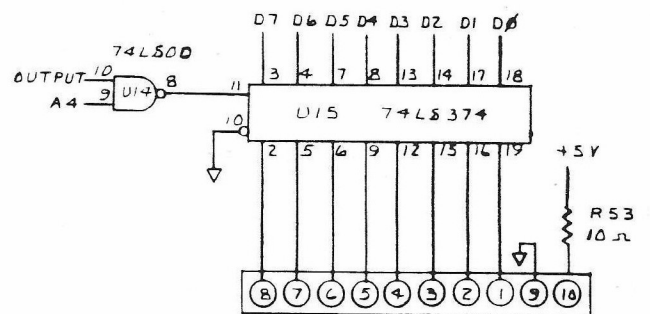 D7 D6 D5 D4 D3 D2 D1 D0
74LS00
OUTPUT 10
A4 9
U14
8
11
3 4 7 8 13 14 17 18
10
U15 74LS374
2 5 6 9 12 15 16 19
+5V
R53
10 Ω
8 7 6 5 4 3 2 1 9 10